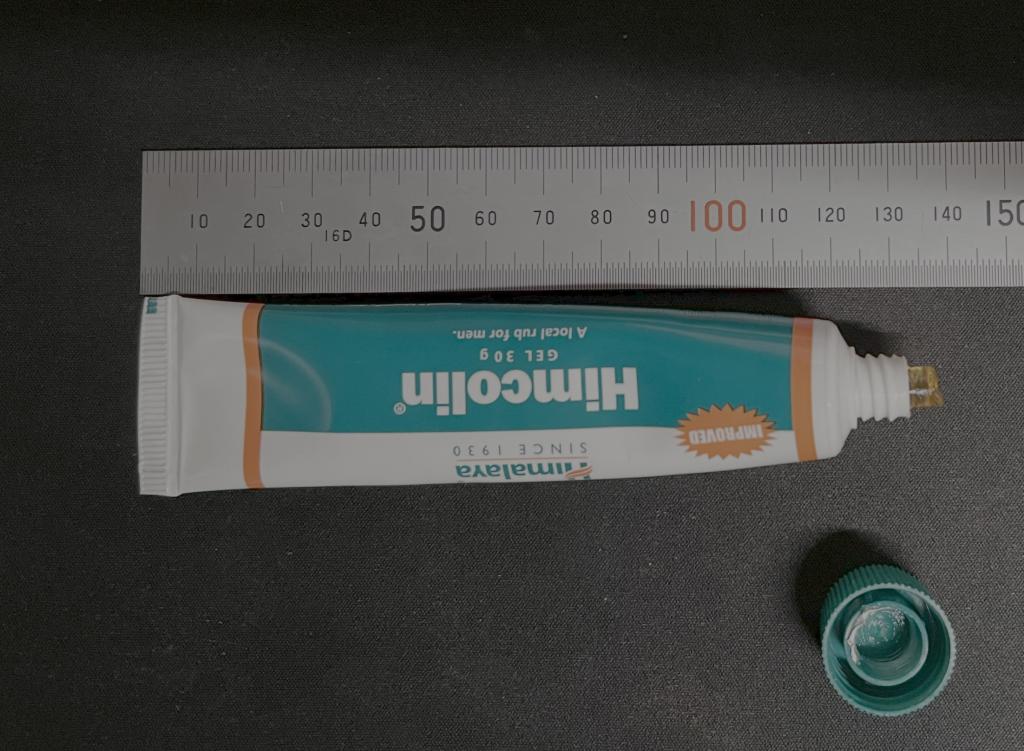 10 20 30 40 50 60 70 80 90 100 110 120 130 140 150
16D
IMPROVED
Himalaya
SINCE 1930
Himcolin®
GEL 30 g
A local rub for men.